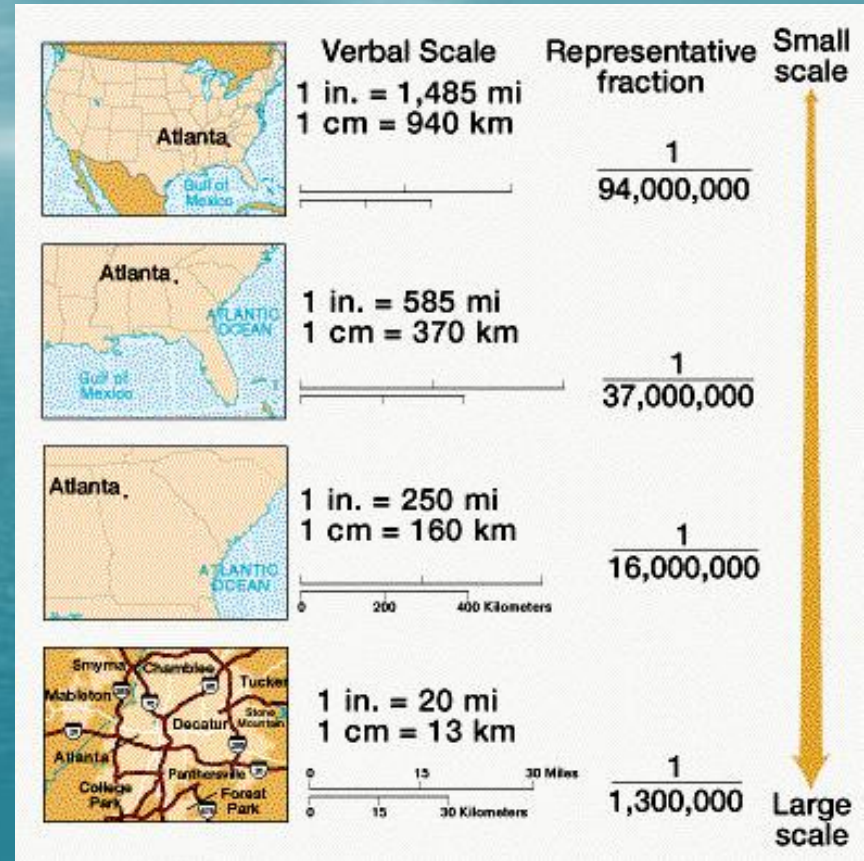 Verbal Scale
Representative
fraction
Small
scale
Atlanta
Gulf of
Mexico
1 in. = 1,485 mi
1 cm = 940 km
1
94,000,000
Atlanta
ATLANTIC
OCEAN
Gulf of
Mexico
1 in. = 585 mi
1 cm = 370 km
1
37,000,000
Atlanta
ATLANTIC
OCEAN
1 in. = 250 mi
1 cm = 160 km
0 200 400 Kilometers
1
16,000,000
Smyrna
Chamblee
Tucker
Mableton
Decatur
Stone
Mountain
Atlanta
Panthersville
College
Park
Forest
Park
1 in. = 20 mi
1 cm = 13 km
0 15 30 Miles
0 15 30 Kilometers
1
1,300,000
Large
scale